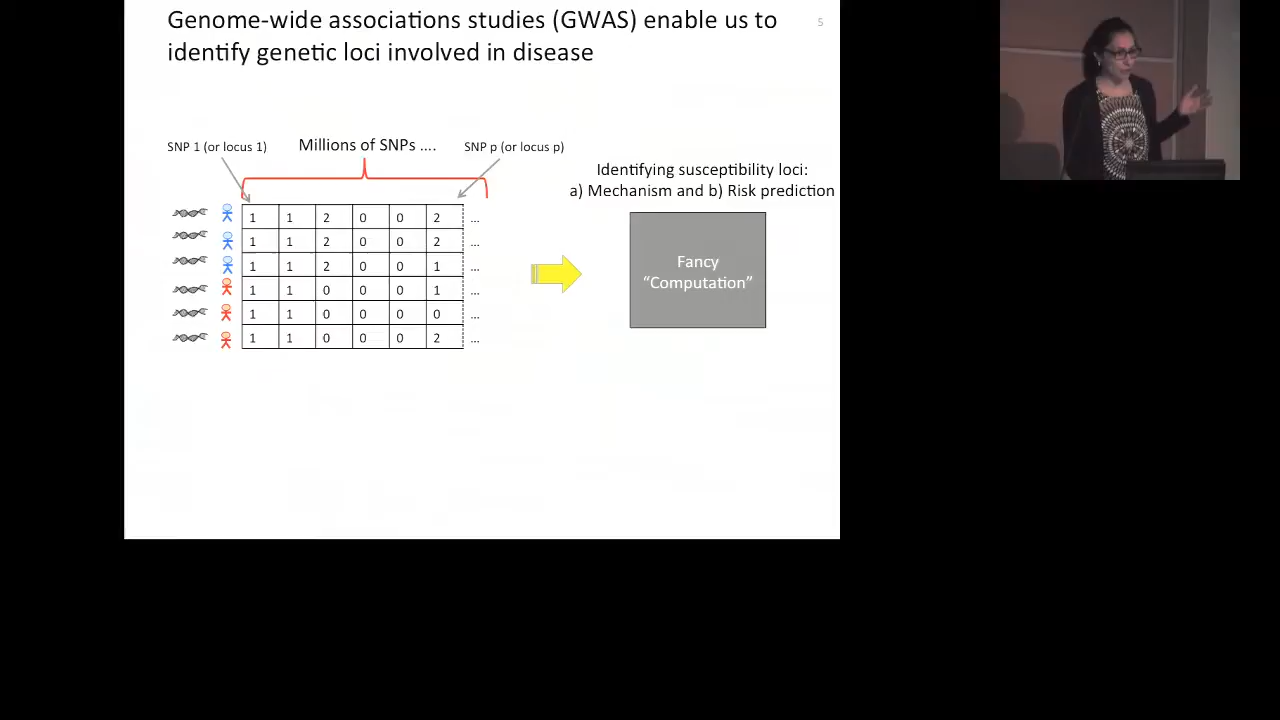 Genome-wide associations studies (GWAS) enable us to
identify genetic loci involved in disease
5
SNP 1 (or locus 1)
Millions of SNPs ....
SNP p (or locus p)
Identifying susceptibility loci:
a) Mechanism and b) Risk prediction
1 1 2 0 0 2 ...
1 1 2 0 0 2 ...
1 1 2 0 0 1 ...
1 1 0 0 0 1 ...
1 1 0 0 0 0 ...
1 1 0 0 0 2 ...
Fancy
“Computation”